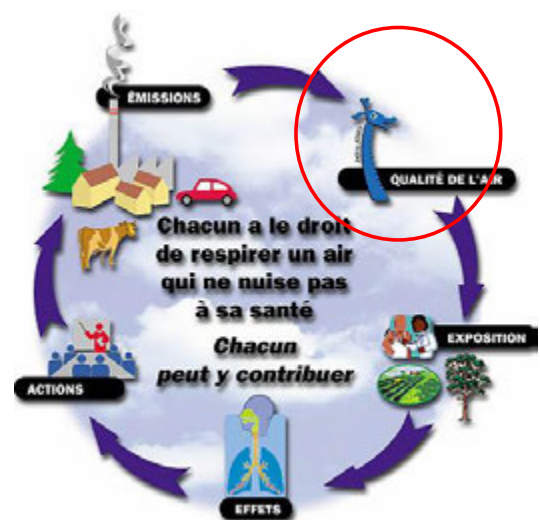 ÉMISSIONS
QUALITÉ DE L'AIR
Chacun a le droit
de respirer un air
qui ne nuise pas
à sa santé
Chacun
peut y contribuer
EXPOSITION
ACTIONS
EFFETS